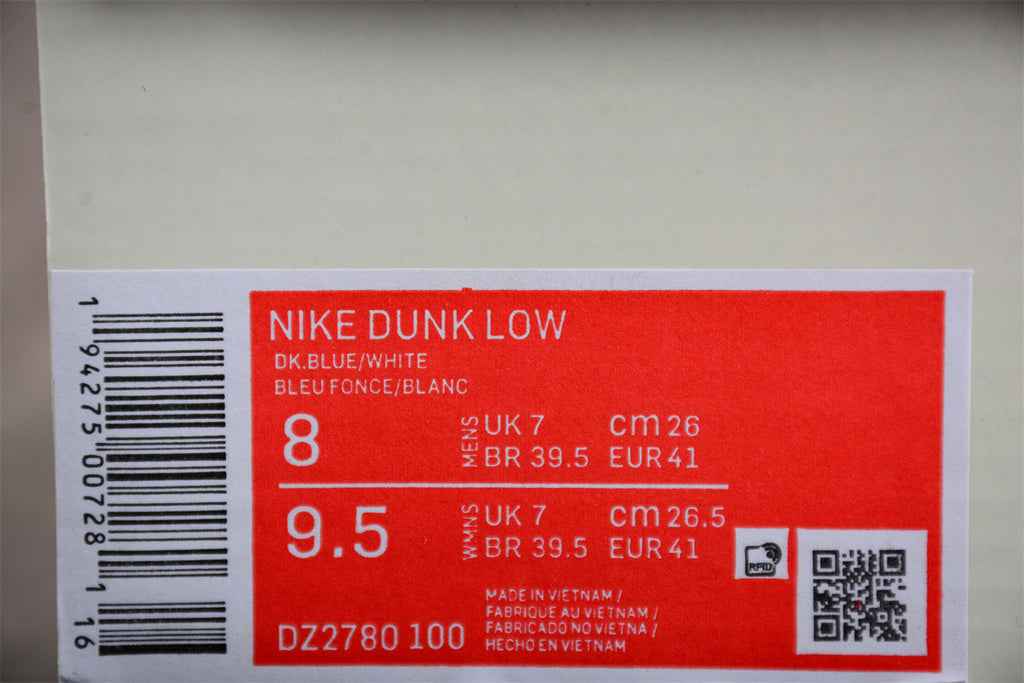 1 94275 00728 1 16
NIKE DUNK LOW
DK.BLUE/WHITE
BLEU FONCE/BLANC
8
MENS
UK 7 cm 26
BR 39.5 EUR 41
9.5
WMNS
UK 7 cm 26.5
BR 39.5 EUR 41
RFID
DZ2780 100
MADE IN VIETNAM /
FABRIQUE AU VIETNAM /
FABRICADO NO VIETNA /
HECHO EN VIETNAM